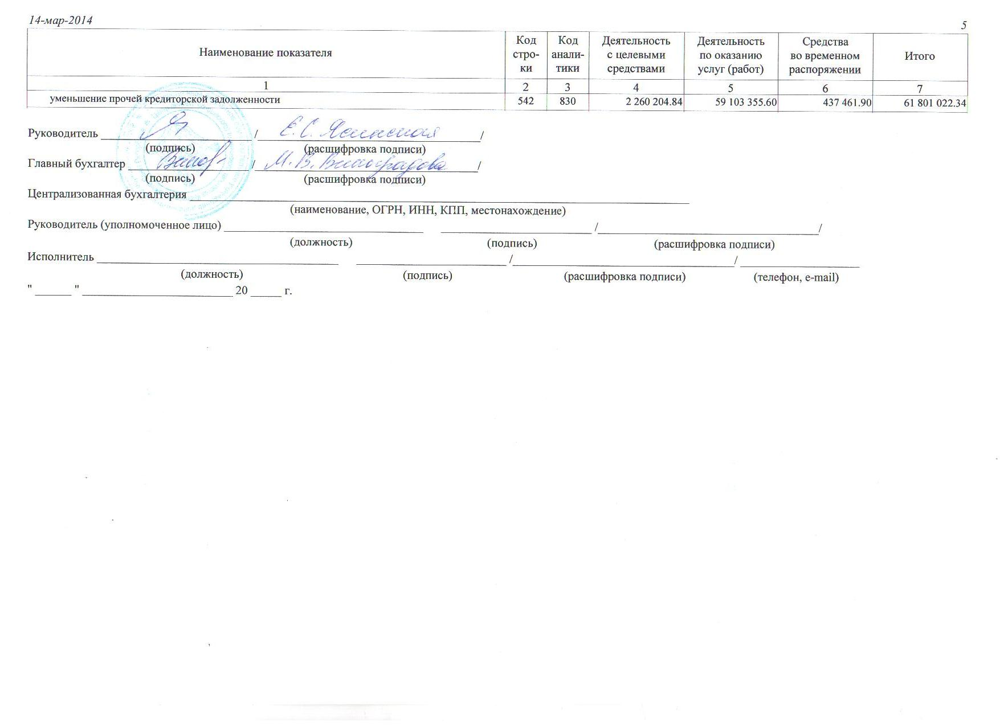 14-мар-2014
5
Наименование показателя
Код стро- ки
Код анали- тики
Деятельность с целевыми средствами
Деятельность по оказанию услуг (работ)
Средства во временном распоряжении
Итого
1 2 3 4 5 6 7
уменьшение прочей кредиторской задолженности 542 830 2 260 204.84 59 103 355.60 437 461.90 61 801 022.34
Руководитель / Е.С. Ясинская /
(подпись) (расшифровка подписи)
Главный бухгалтер / М.В. Виноградова /
(подпись) (расшифровка подписи)
Централизованная бухгалтерия
(наименование, ОГРН, ИНН, КПП, местонахождение)
Руководитель (уполномоченное лицо) / /
(должность) (подпись) (расшифровка подписи)
Исполнитель / /
(должность) (подпись) (расшифровка подписи) (телефон, e-mail)
" " 20 г.